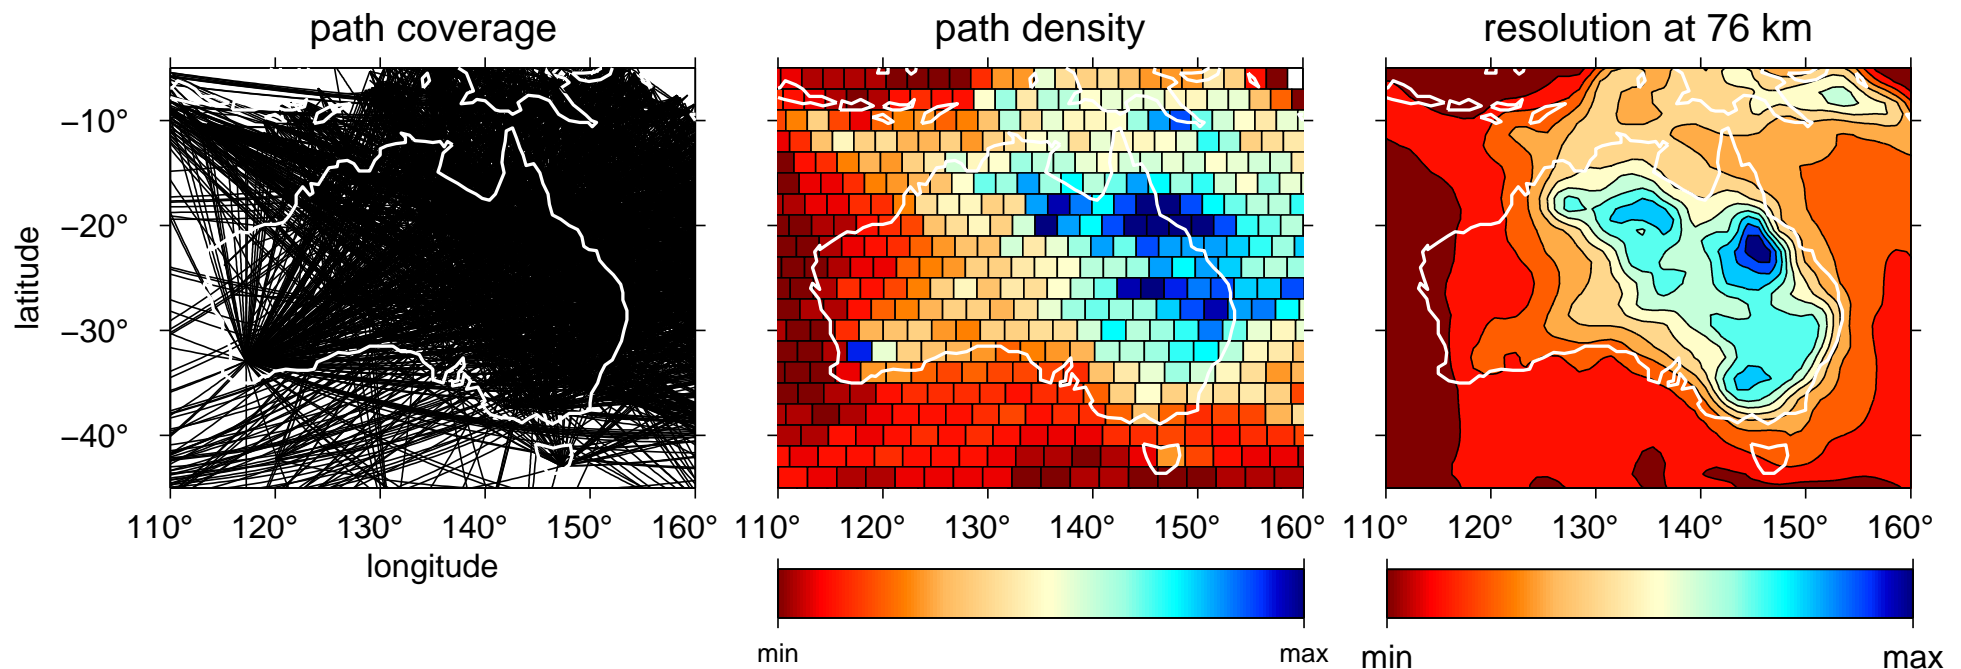 path coverage
path density
resolution at 76 km
latitude
−10°
−20°
−30°
−40°
110° 120° 130° 140° 150° 160°
110° 120° 130° 140° 150° 160°
110° 120° 130° 140° 150° 160°
longitude
min max
min max